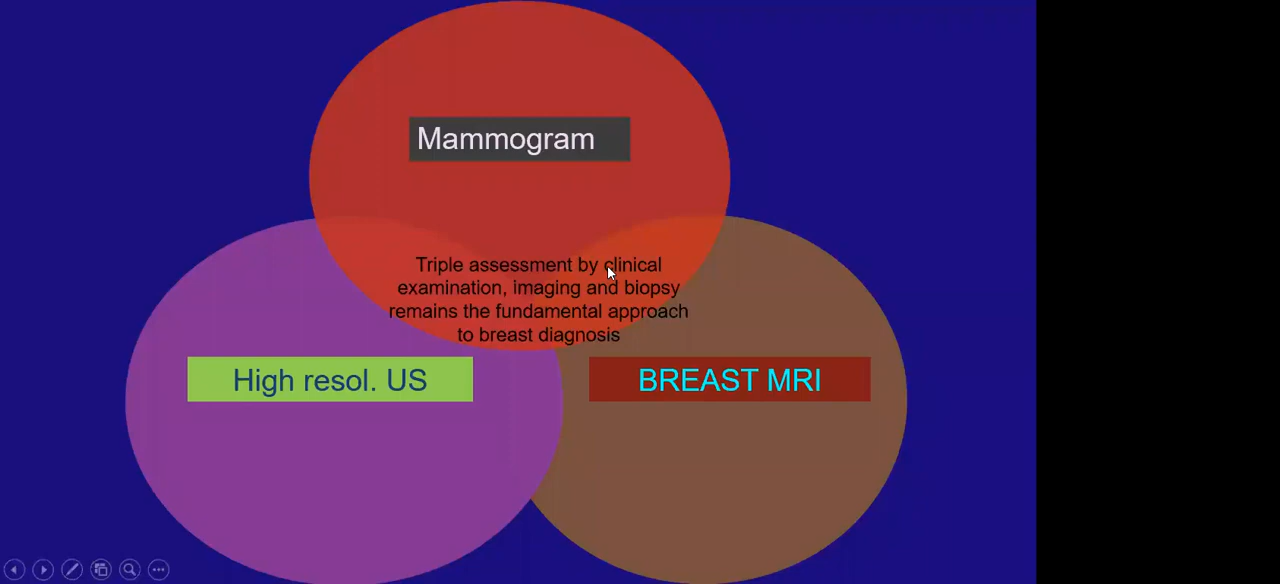 Mammogram
Triple assessment by clinical
examination, imaging and biopsy
remains the fundamental approach
to breast diagnosis
High resol. US
BREAST MRI